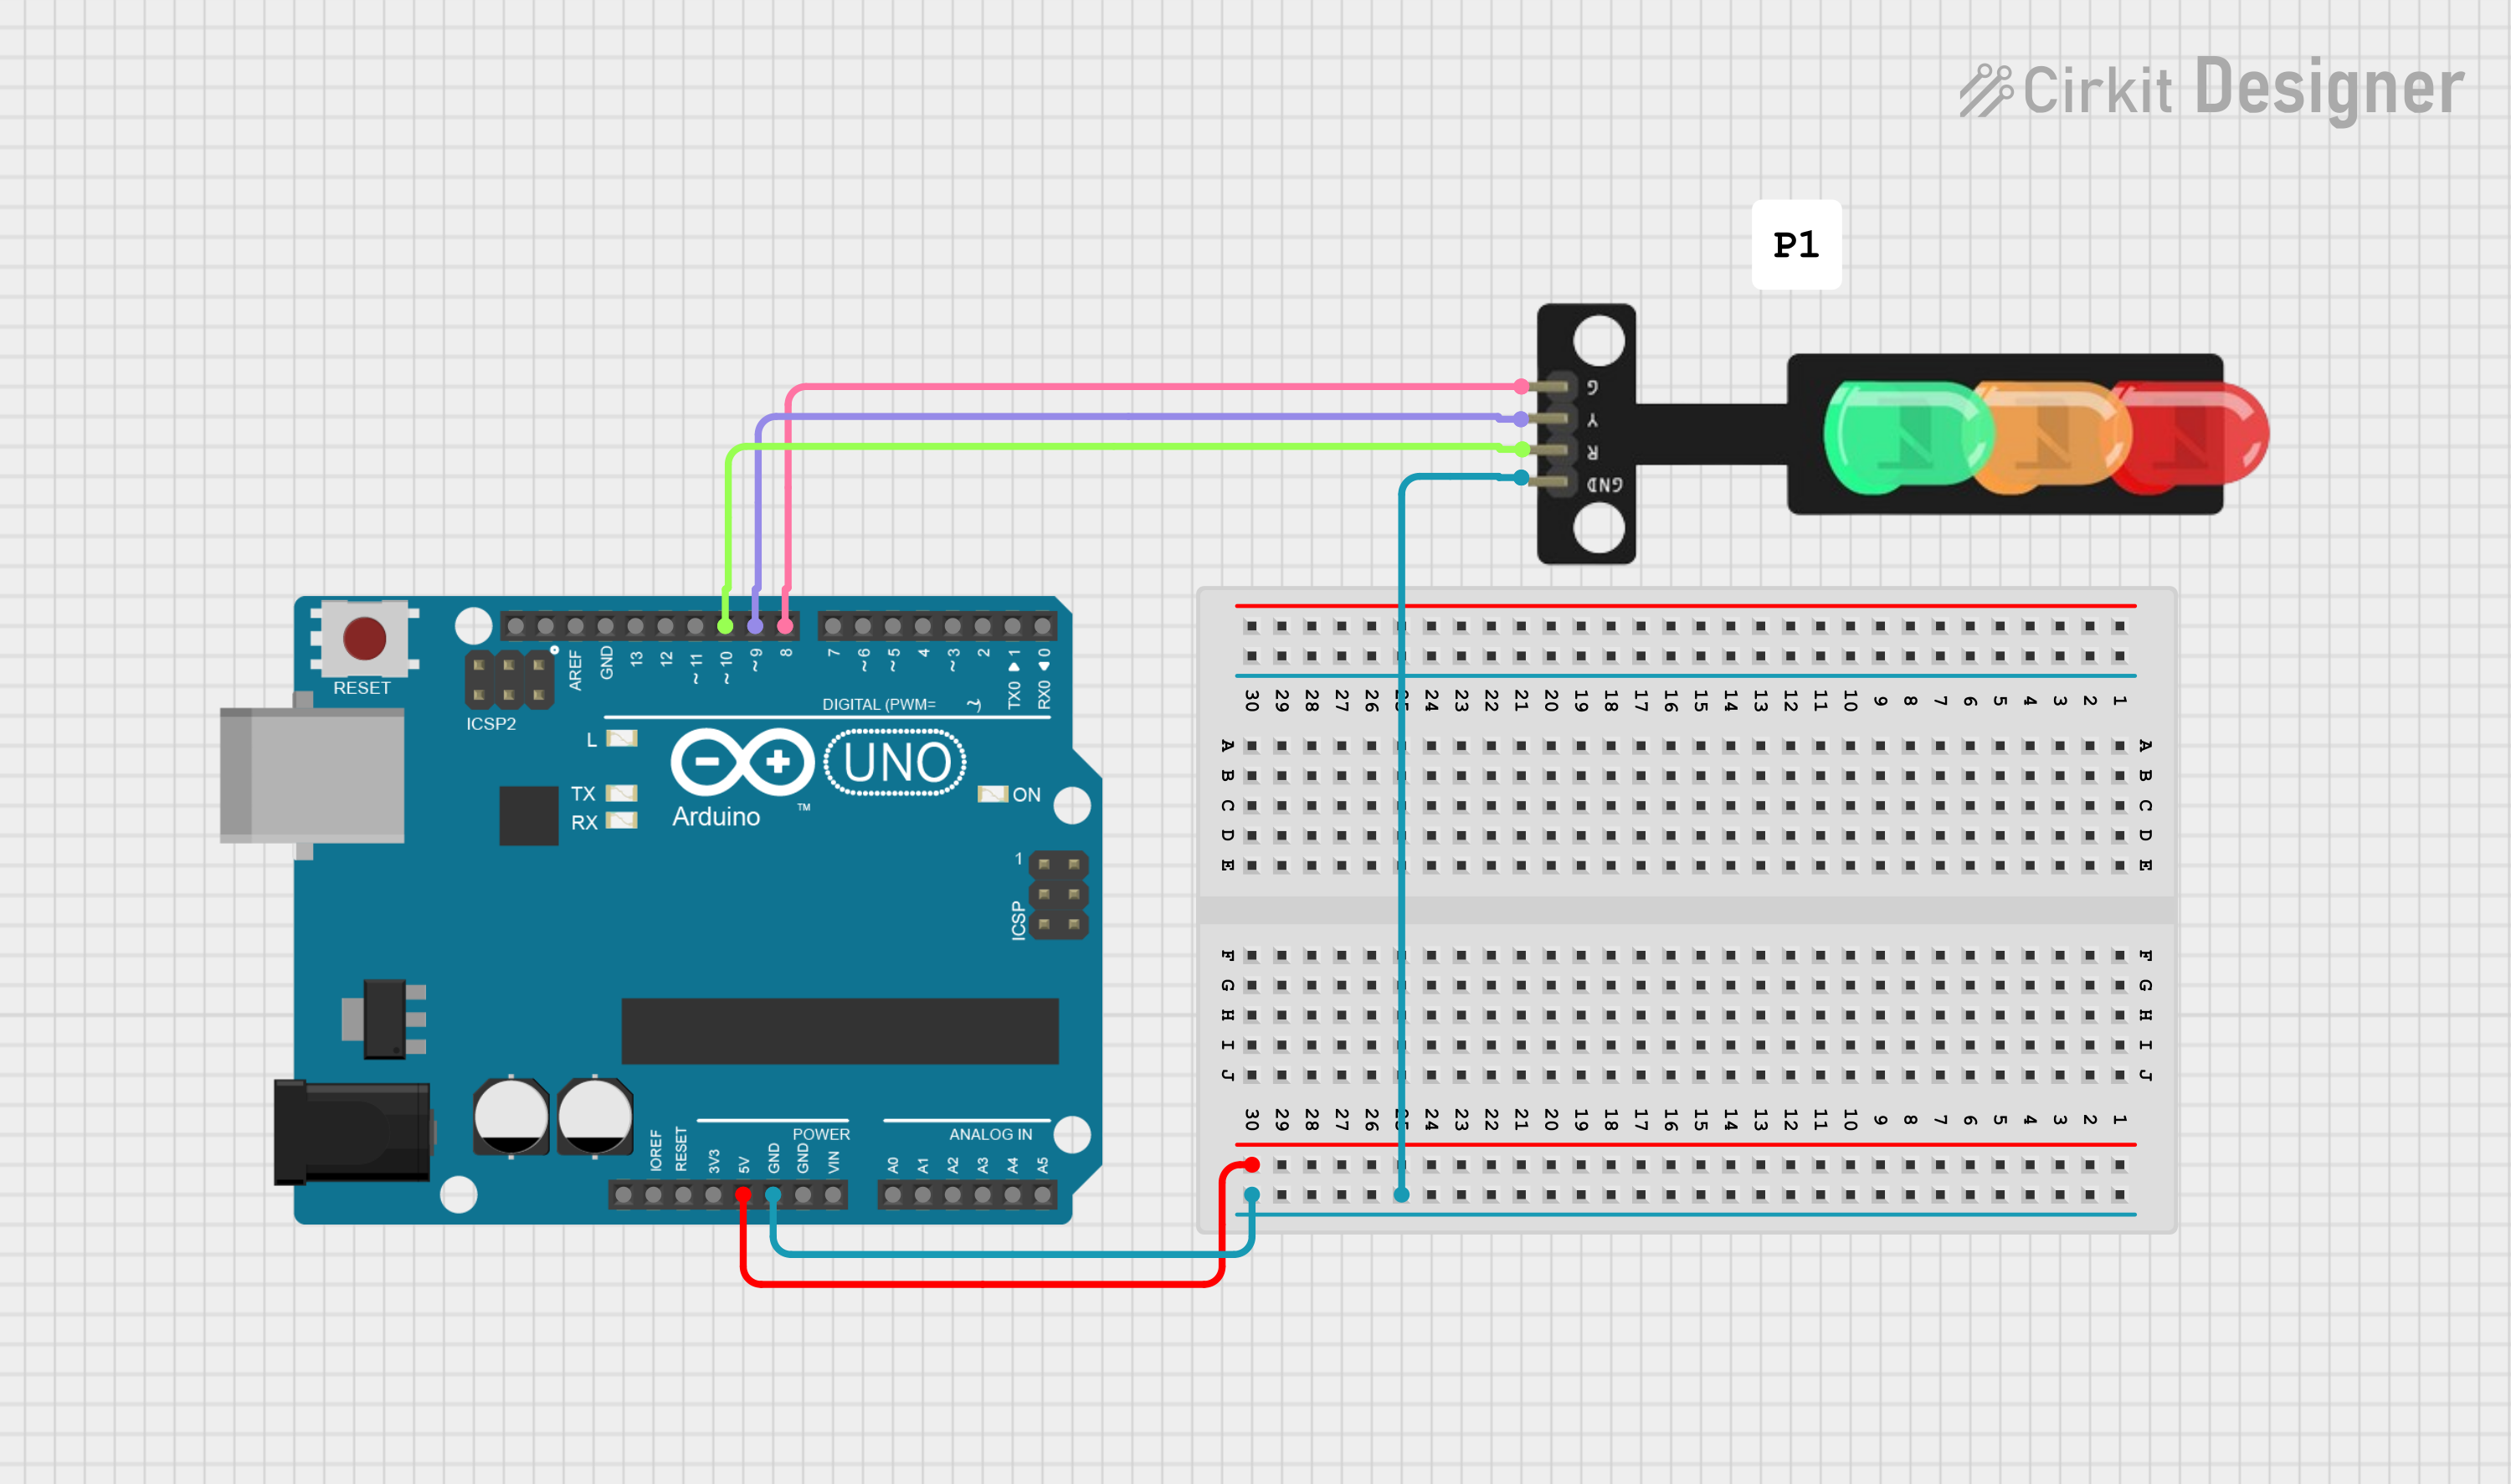 Cirkit Designer
P1
G
Y
R
GND
RESET
ICSP2
AREF
GND
13
12
~11
~10
~9
8
7
~6
~5
4
~3
2
TX0 ▶ 1
RX0 ◀ 0
DIGITAL (PWM= ~)
L
TX
RX
UNO
Arduino
™
ON
1
ICSP
POWER
ANALOG IN
IOREF
RESET
3V3
5V
GND
GND
VIN
A0
A1
A2
A3
A4
A5
30 29 28 27 26 24 23 22 21 20 19 18 17 16 15 14 13 12 11 10 9 8 7 6 5 4 3 2 1
A A
B B
C C
D D
E E
F F
G G
H H
I I
J J
30 29 28 27 26 24 23 22 21 20 19 18 17 16 15 14 13 12 11 10 9 8 7 6 5 4 3 2 1